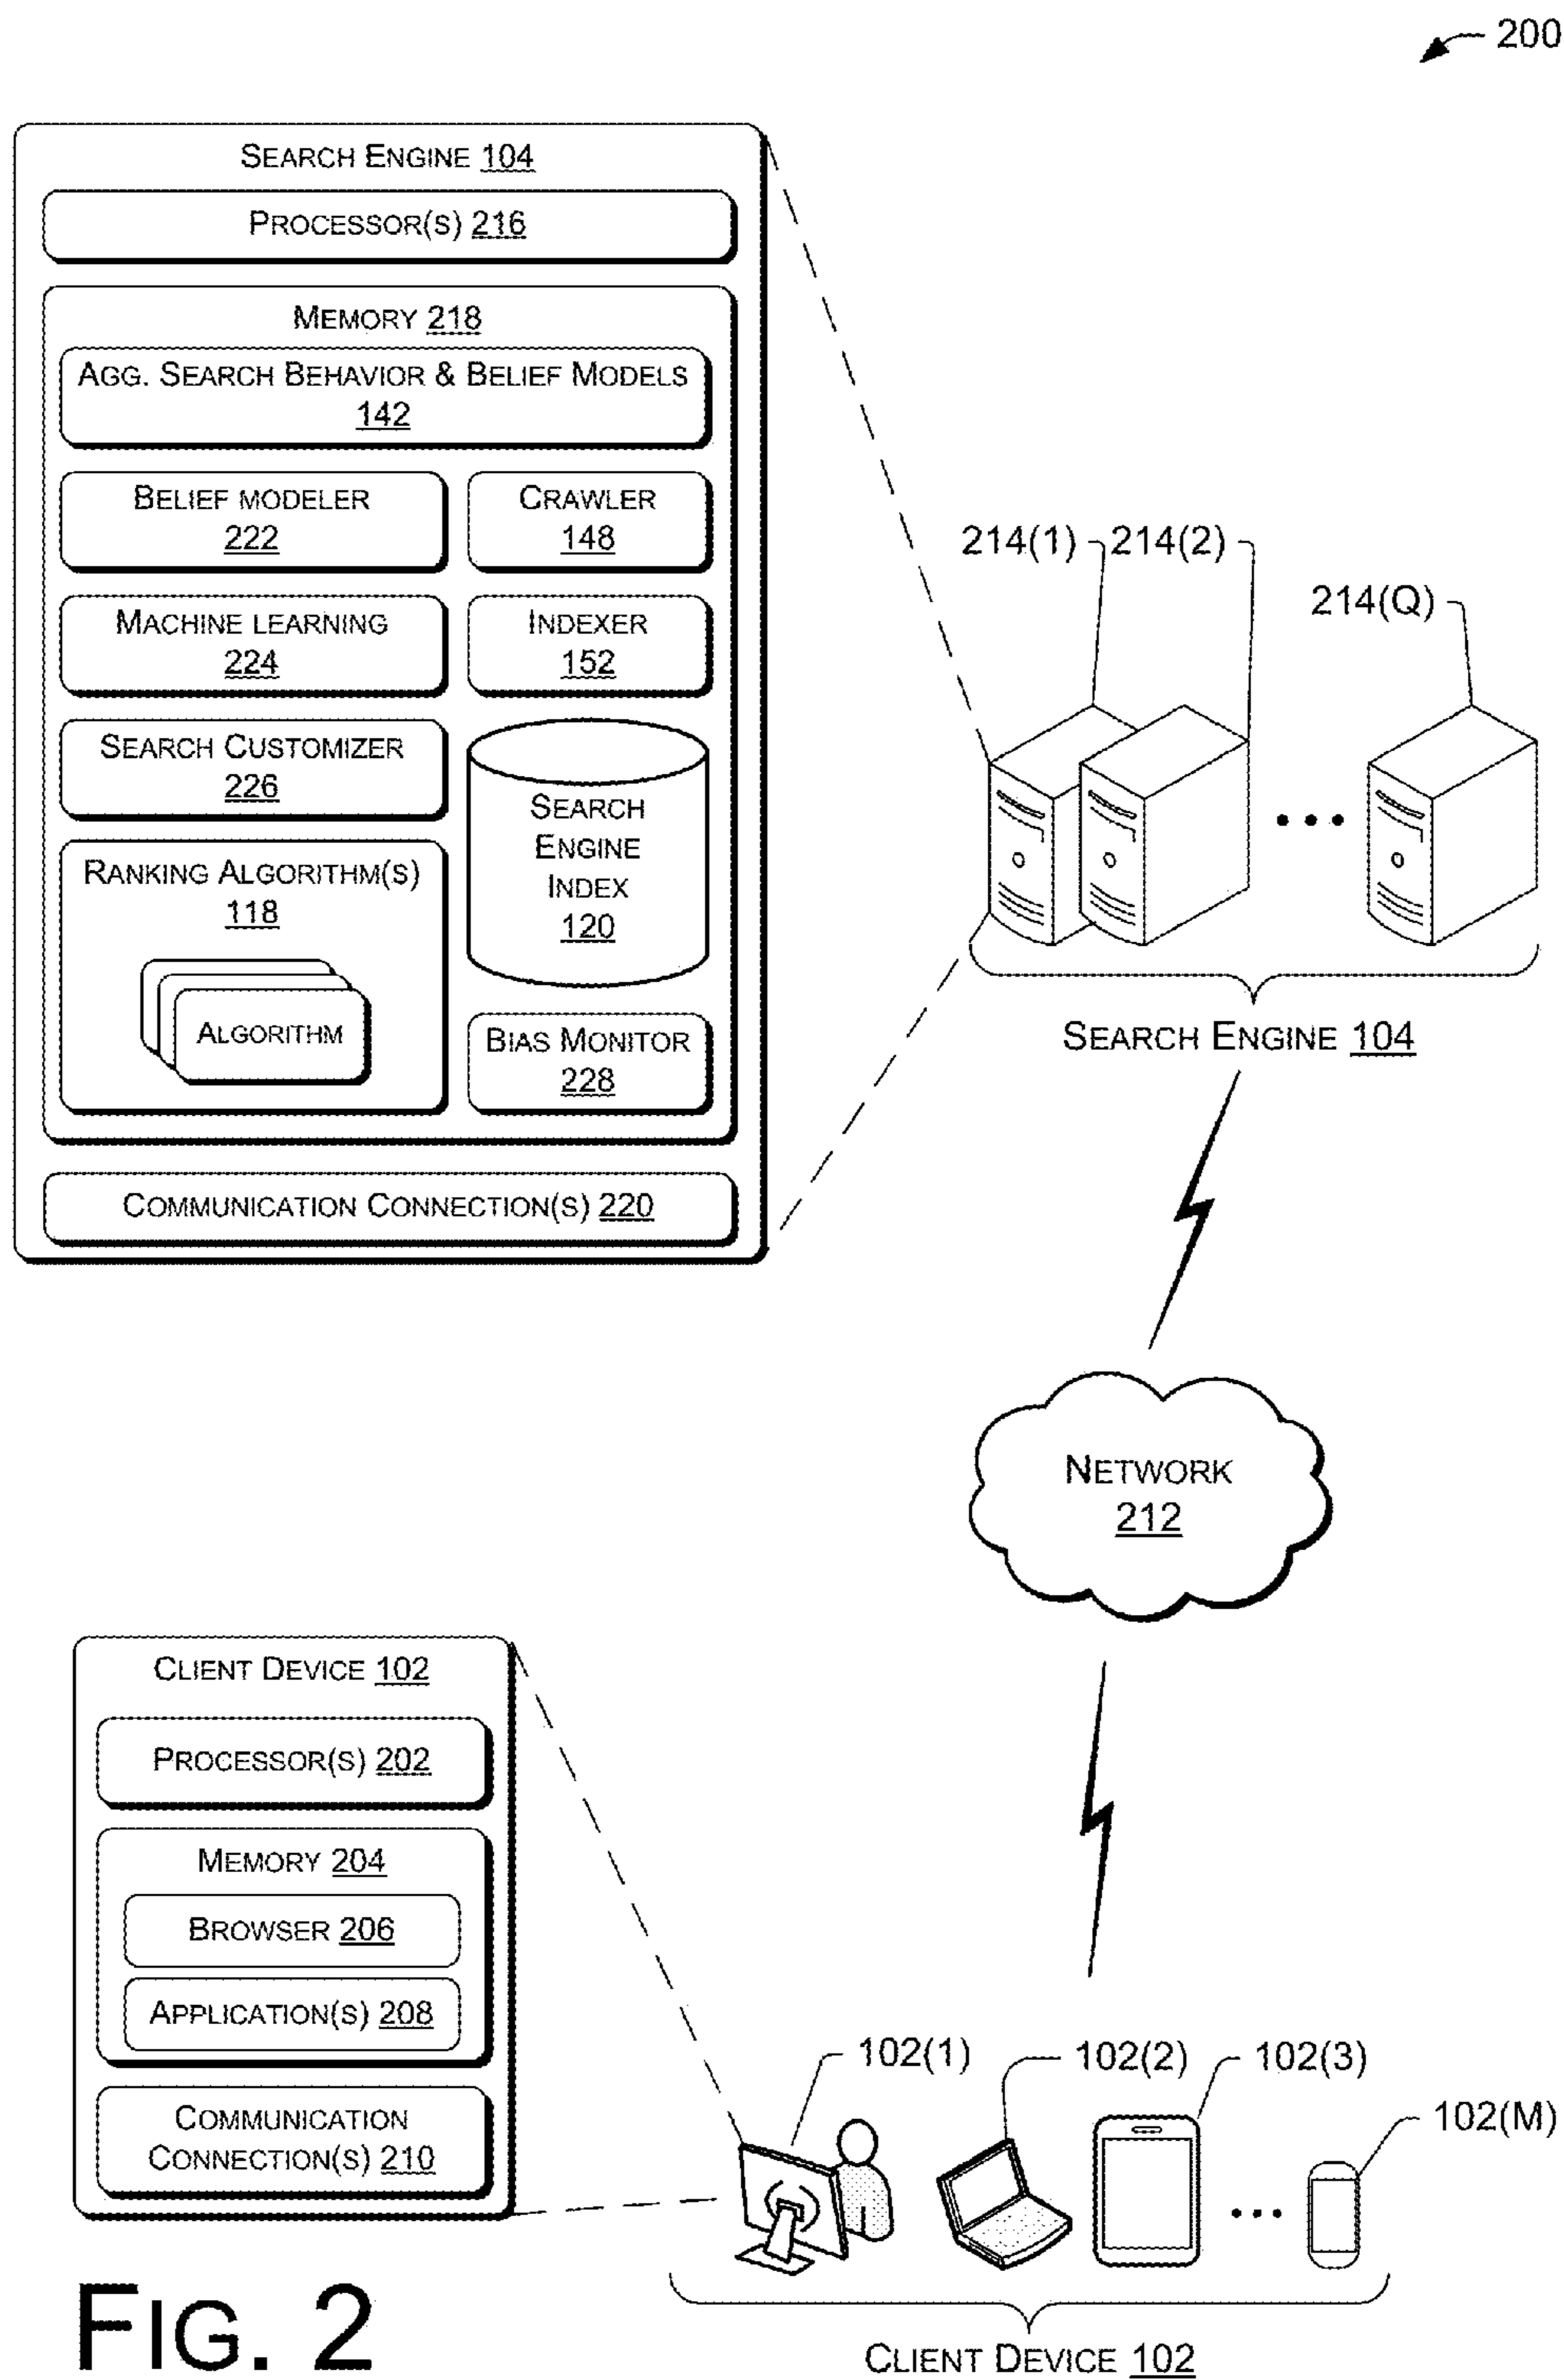 200
SEARCH ENGINE 104
PROCESSOR(S) 216
MEMORY 218
AGG. SEARCH BEHAVIOR & BELIEF MODELS
142
BELIEF MODELER
222
CRAWLER
148
MACHINE LEARNING
224
INDEXER
152
SEARCH CUSTOMIZER
226
SEARCH
ENGINE
INDEX
120
RANKING ALGORITHM(S)
118
ALGORITHM
BIAS MONITOR
228
COMMUNICATION CONNECTION(S) 220
214(1)
214(2)
214(Q)
SEARCH ENGINE 104
NETWORK
212
CLIENT DEVICE 102
PROCESSOR(S) 202
MEMORY 204
BROWSER 206
APPLICATION(S) 208
COMMUNICATION
CONNECTION(S) 210
102(1)
102(2)
102(3)
102(M)
CLIENT DEVICE 102
FIG. 2